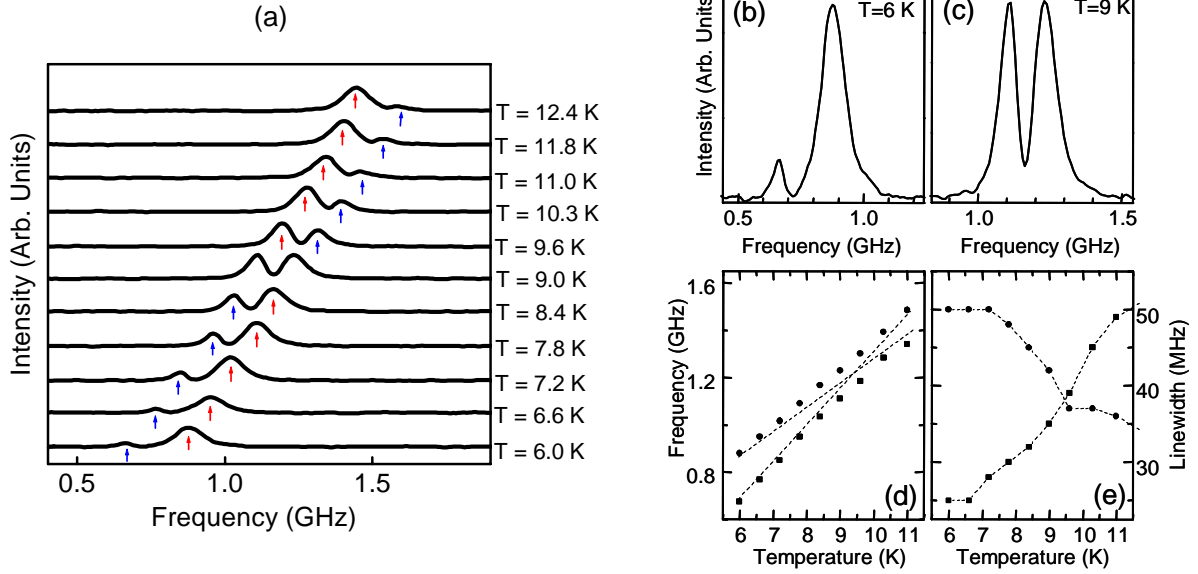 (a)
Intensity (Arb. Units)
T = 12.4 K
T = 11.8 K
T = 11.0 K
T = 10.3 K
T = 9.6 K
T = 9.0 K
T = 8.4 K
T = 7.8 K
T = 7.2 K
T = 6.6 K
T = 6.0 K
0.5 1.0 1.5
Frequency (GHz)
(b) T=6 K
Intensity (Arb. Units)
0.5 1.0
Frequency (GHz)
(c) T=9 K
1.0 1.5
Frequency (GHz)
1.6
1.2
0.8
Frequency (GHz)
(d)
6 7 8 9 10 11
Temperature (K)
50
40
30
Linewidth (MHz)
(e)
6 7 8 9 10 11
Temperature (K)